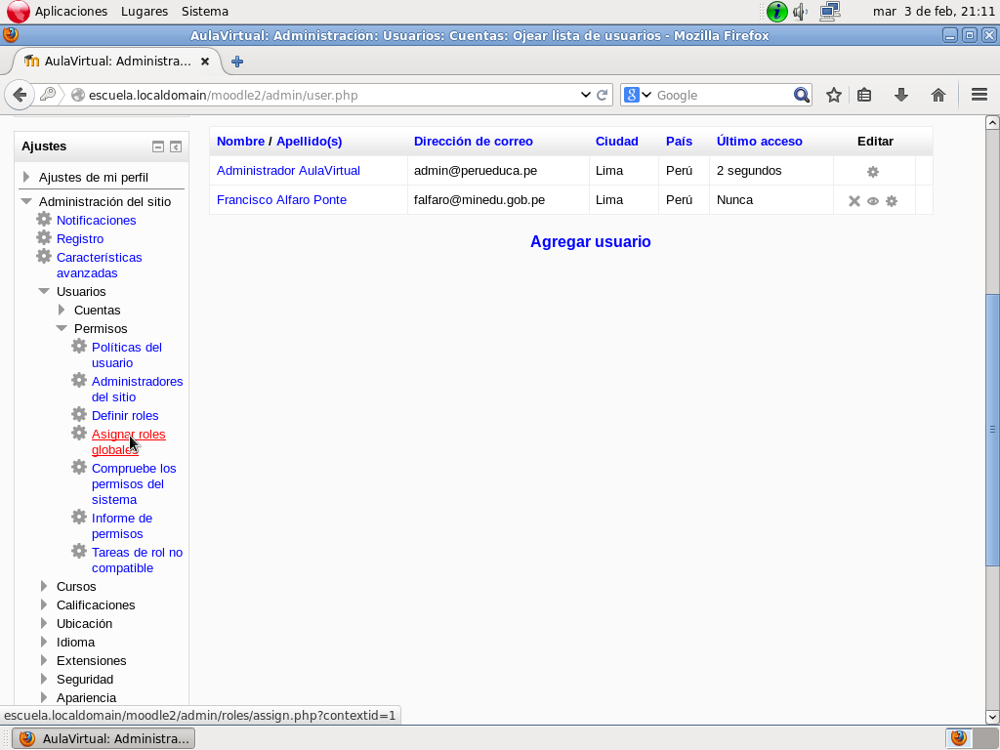 Aplicaciones Lugares Sistema mar 3 de feb, 21:11
AulaVirtual: Administración: Usuarios: Cuentas: Ojear lista de usuarios - Mozilla Firefox
AulaVirtual: Administra...
escuela.localdomain/moodle2/admin/user.php
Google
Ajustes
Ajustes de mi perfil
Administración del sitio
Notificaciones
Registro
Características
avanzadas
Usuarios
Cuentas
Permisos
Políticas del
usuario
Administradores
del sitio
Definir roles
Asignar roles
globales
Compruebe los
permisos del
sistema
Informe de
permisos
Tareas de rol no
compatible
Cursos
Calificaciones
Ubicación
Idioma
Extensiones
Seguridad
Apariencia
Nombre / Apellido(s) Dirección de correo Ciudad País Último acceso Editar
Administrador AulaVirtual admin@perueduca.pe Lima Perú 2 segundos
Francisco Alfaro Ponte falfaro@minedu.gob.pe Lima Perú Nunca
Agregar usuario
escuela.localdomain/moodle2/admin/roles/assign.php?contextid=1
AulaVirtual: Administra...